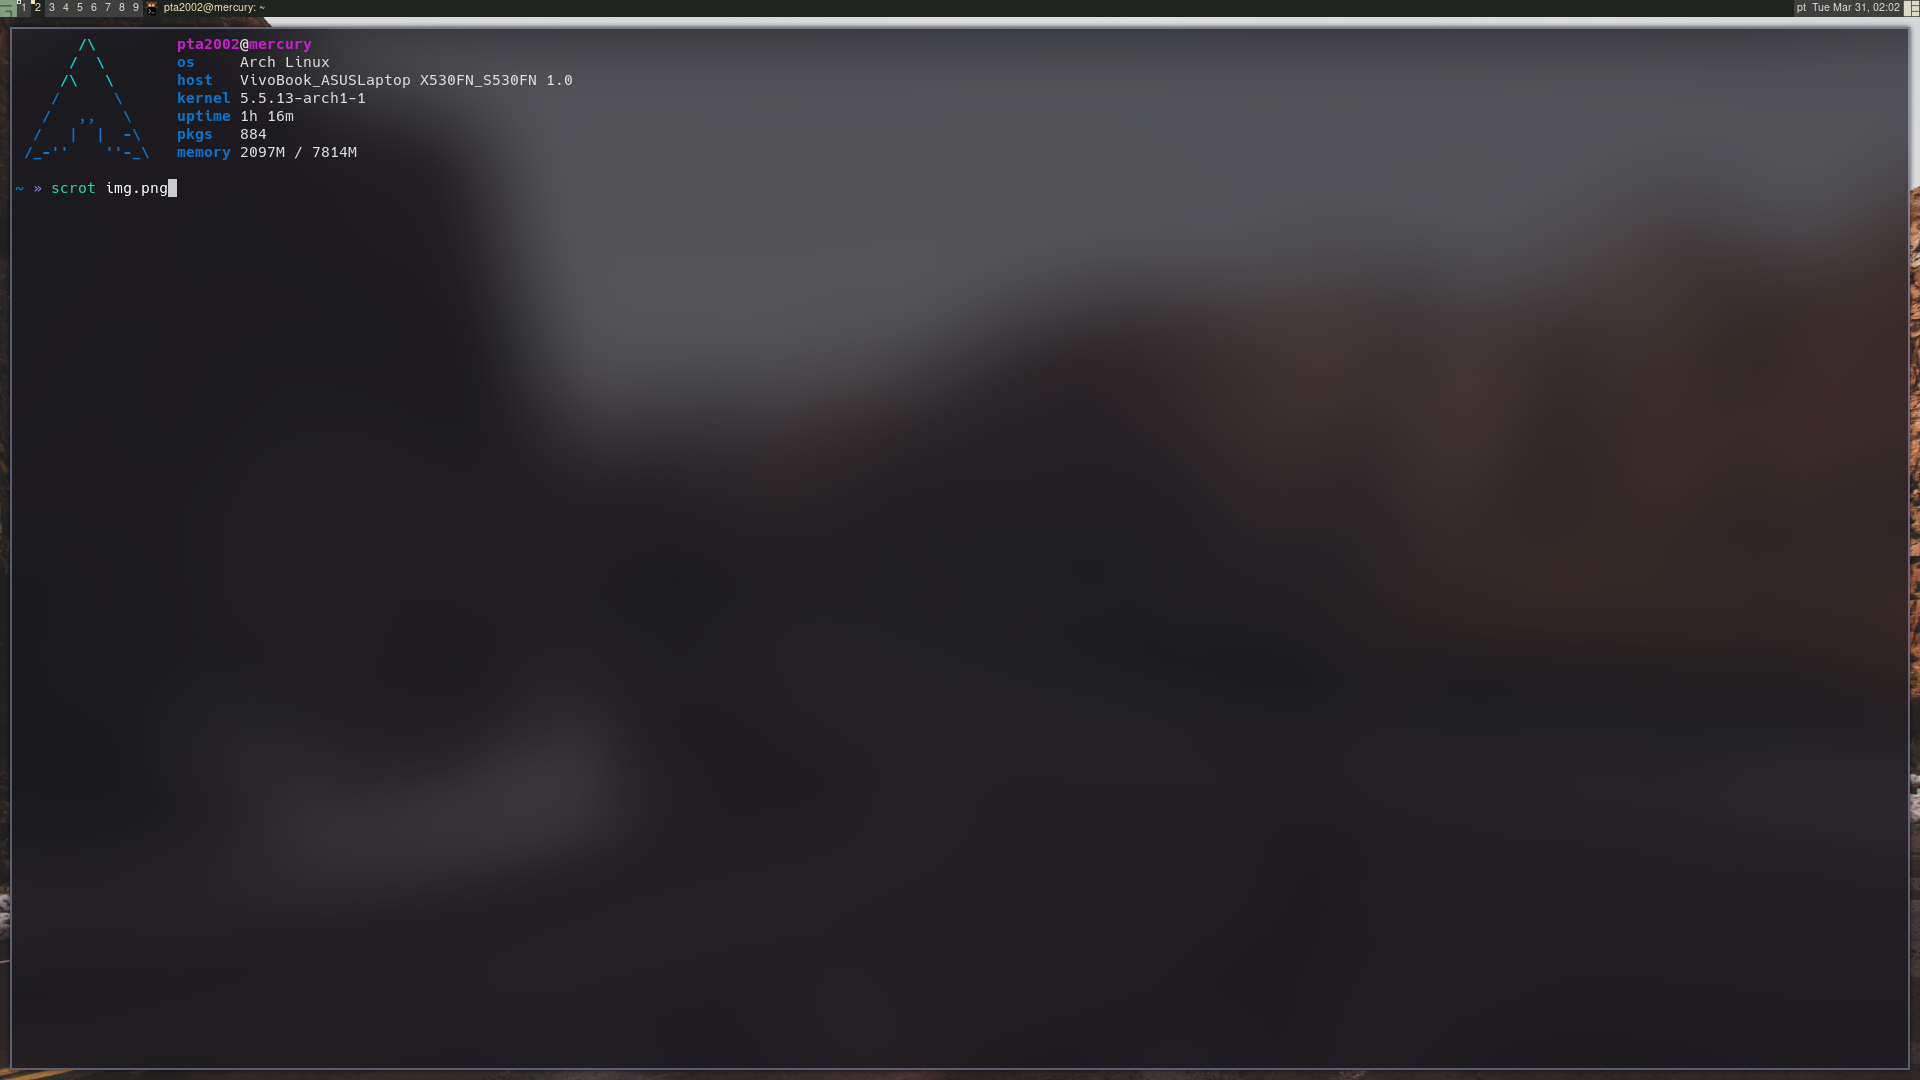 1 2 3 4 5 6 7 8 9 pta2002@mercury: ~ pt Tue Mar 31, 02:02
/\ pta2002@mercury
/  \ os Arch Linux
/\   \ host VivoBook_ASUSLaptop X530FN_S530FN 1.0
/      \ kernel 5.5.13-arch1-1
/   ,,   \ uptime 1h 16m
/   |  |  -\ pkgs 884
/_-''    ''-_\ memory 2097M / 7814M
~ » scrot img.png